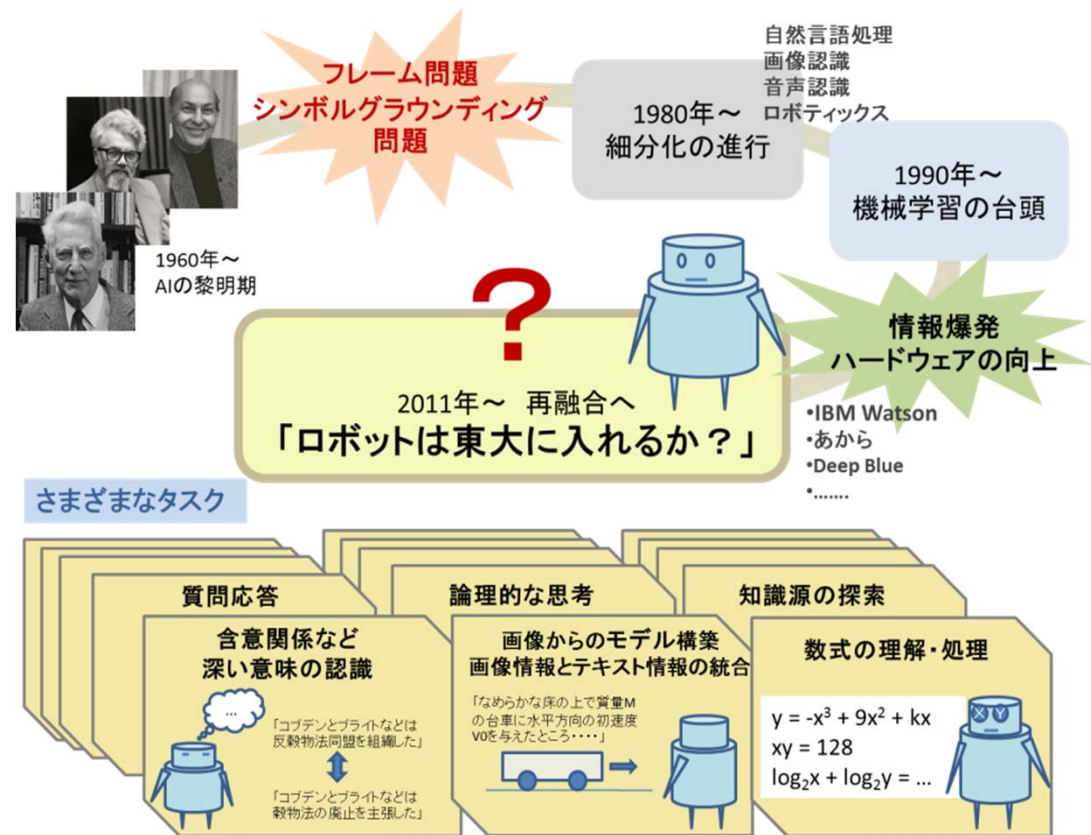 フレーム問題
シンボルグラウンディング
問題
1960年～
AIの黎明期
1980年～
細分化の進行
自然言語処理
画像認識
音声認識
ロボティックス
1990年～
機械学習の台頭
情報爆発
ハードウェアの向上
•IBM Watson
•あから
•Deep Blue
•…….
?
2011年～ 再融合へ
「ロボットは東大に入れるか？」
さまざまなタスク
質問応答
論理的な思考
知識源の探索
含意関係など
深い意味の認識
...
「コブデンとブライトなどは
反穀物法同盟を組織した」
「コブデンとブライトなどは
穀物法の廃止を主張した」
画像からのモデル構築
画像情報とテキスト情報の統合
「なめらかな床の上で質量M
の台車に水平方向の初速度
V0を与えたところ・・・・」
数式の理解・処理
y = -x³ + 9x² + kx
xy = 128
log₂x + log₂y = ...
X Y